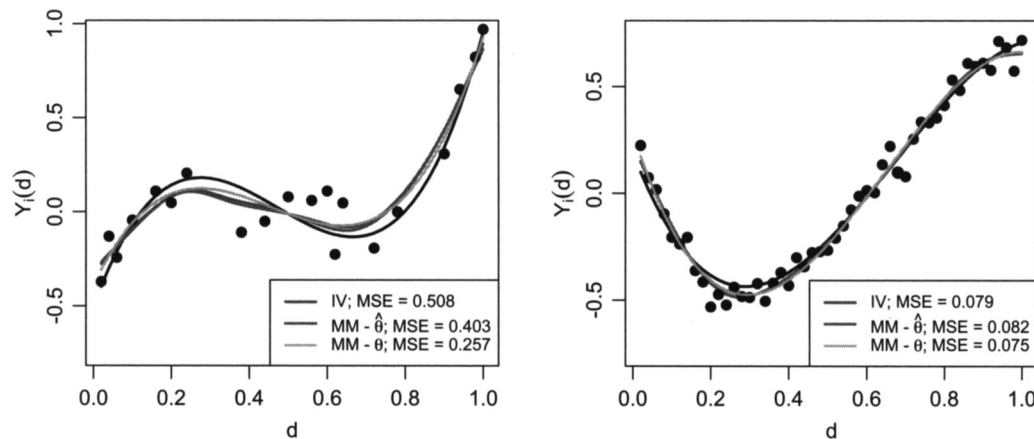 1.0
0.5
0.0
-0.5
Yi(d)
IV; MSE = 0.508
MM - θ̂; MSE = 0.403
MM - θ; MSE = 0.257
0.0 0.2 0.4 0.6 0.8 1.0
d
0.5
0.0
-0.5
Yi(d)
IV; MSE = 0.079
MM - θ̂; MSE = 0.082
MM - θ; MSE = 0.075
0.0 0.2 0.4 0.6 0.8 1.0
d